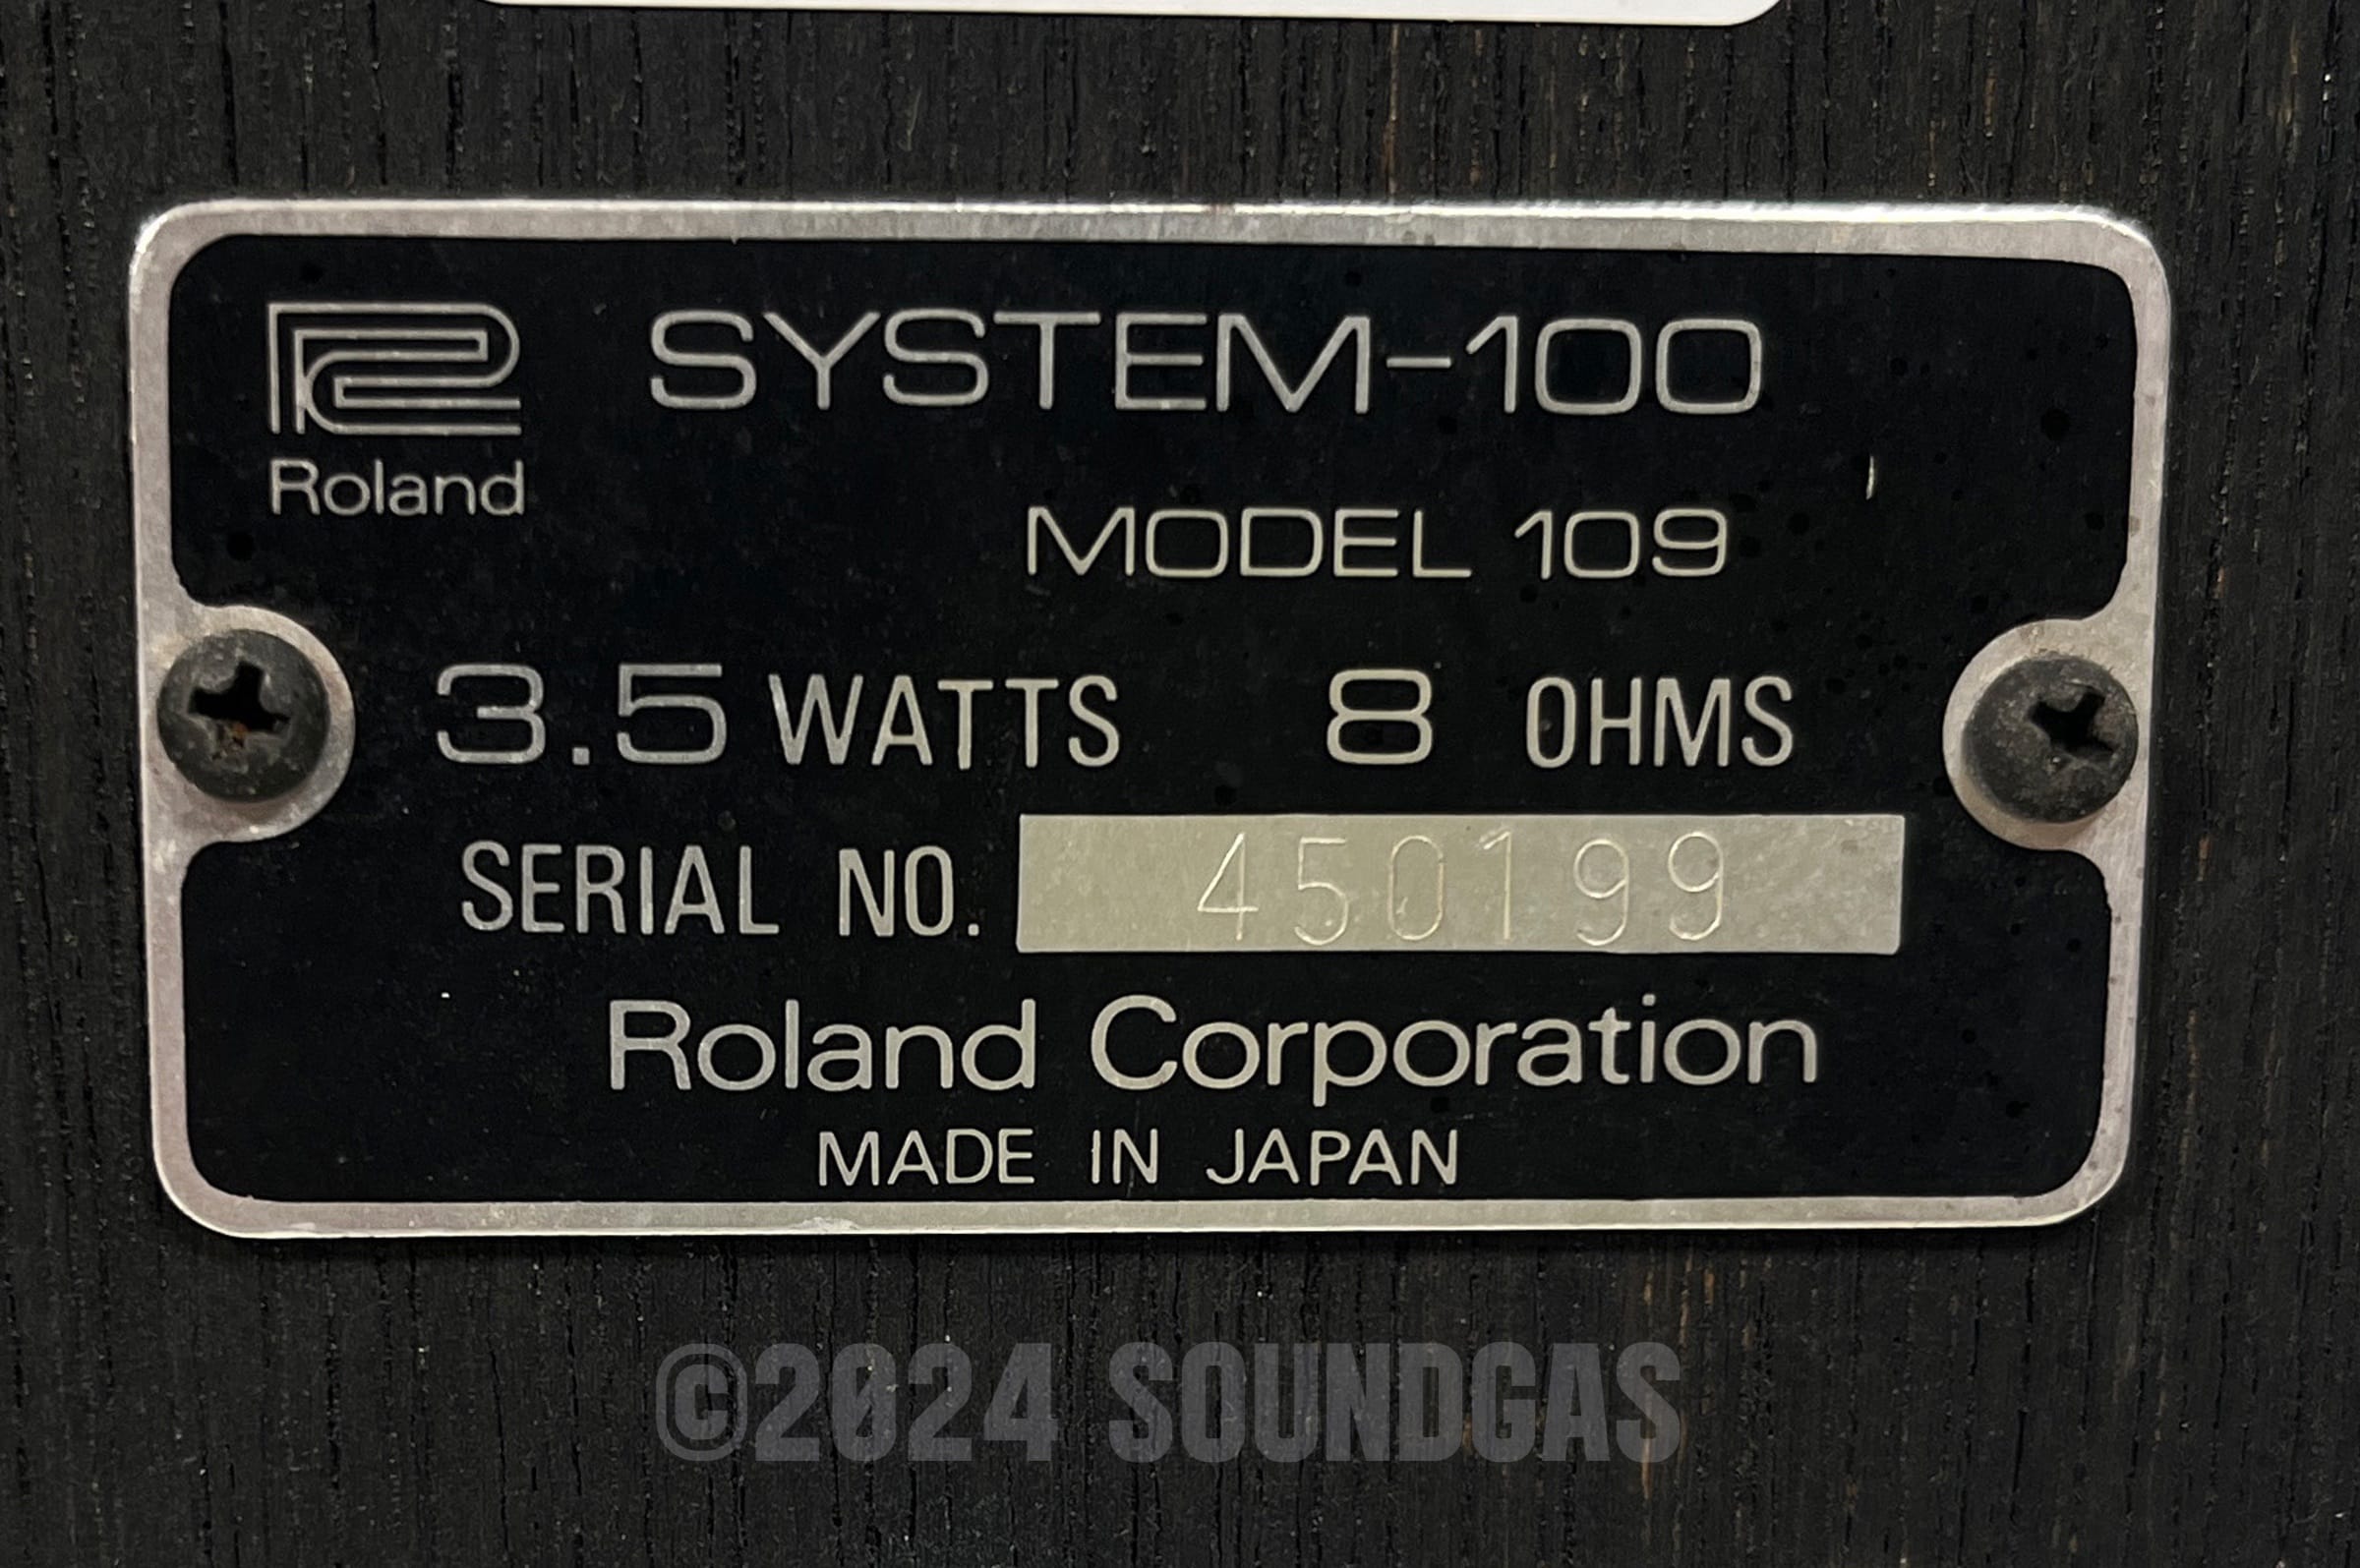 SYSTEM-100
Roland
MODEL 109
3.5 WATTS 8 OHMS
SERIAL NO. 450199
Roland Corporation
MADE IN JAPAN
©2024 SOUNDGAS